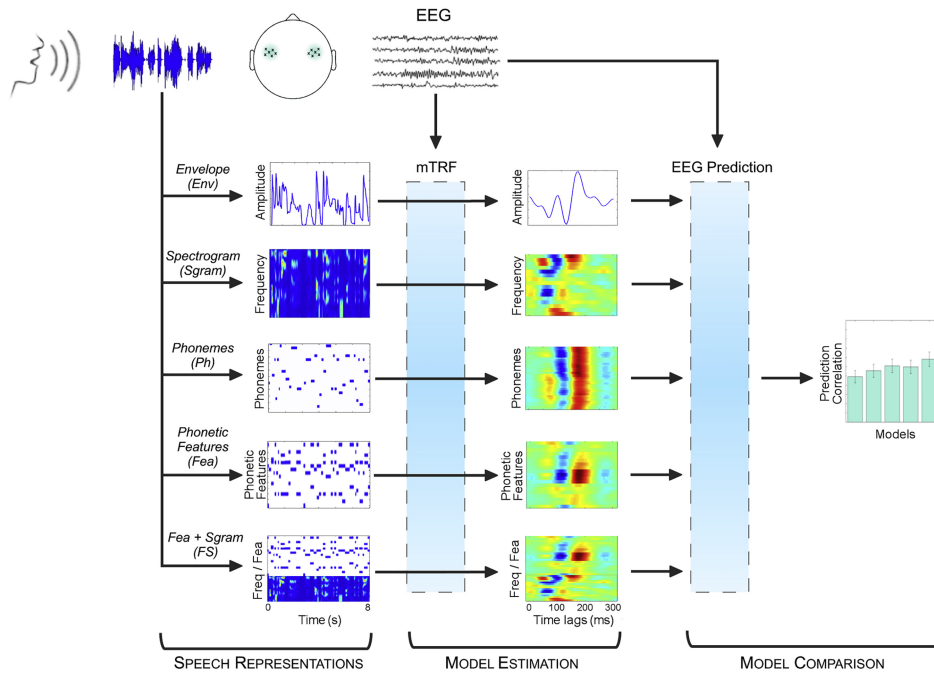 EEG
mTRF
EEG Prediction
Envelope
(Env)
Amplitude
Amplitude
Spectrogram
(Sgram)
Frequency
Frequency
Phonemes
(Ph)
Phonemes
Phonemes
Prediction
Correlation
Models
Phonetic
Features
(Fea)
Phonetic
Features
Phonetic
Features
Fea + Sgram
(FS)
Freq / Fea
Freq / Fea
0 8
Time (s)
0 100 200 300
Time lags (ms)
SPEECH REPRESENTATIONS
MODEL ESTIMATION
MODEL COMPARISON